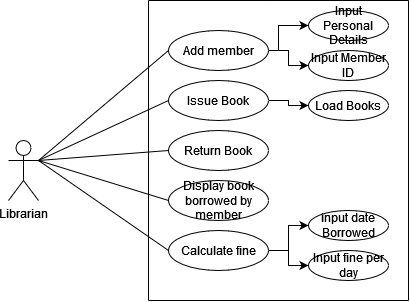 Input
Personal
Details
Add member
Input Member
ID
Issue Book
Load Books
Return Book
Librarian
Display book
borrowed by
member
Input date
Borrowed
Calculate fine
Input fine per
day